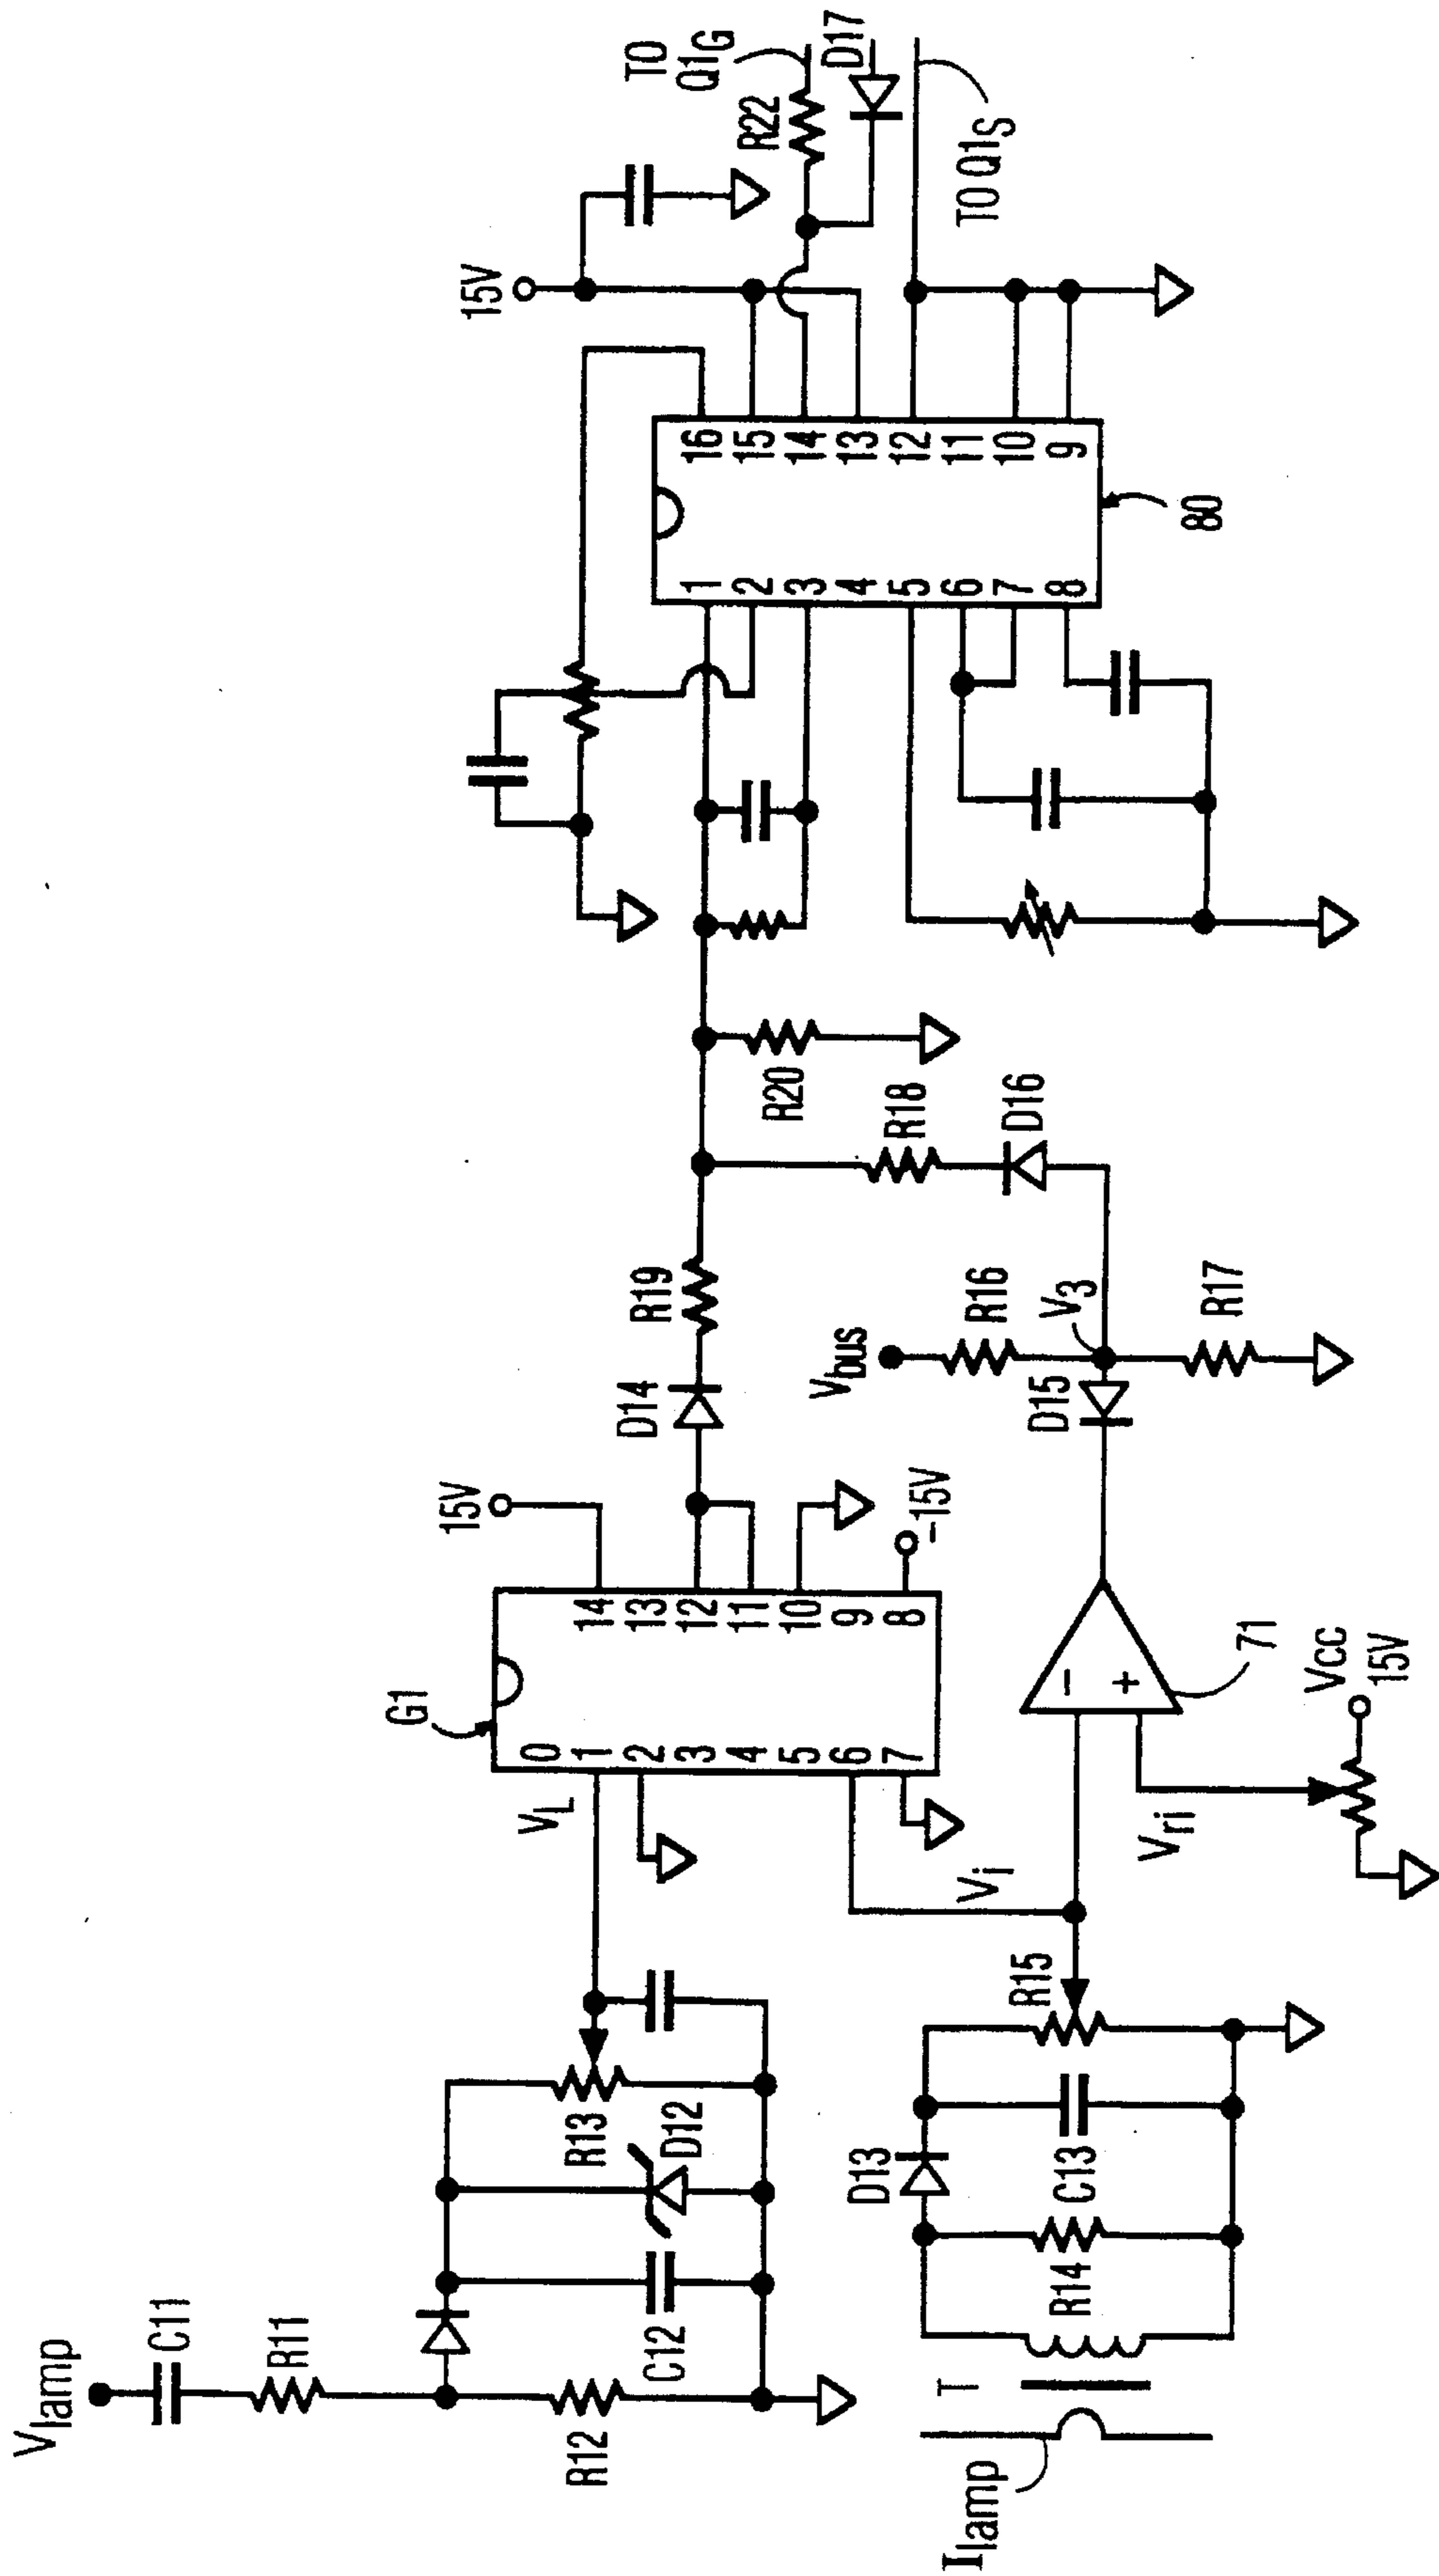 Vlamp
C11
R11
R12
C12
D12
R13
VL
G1
0
1
2
3
4
5
6
7
14
13
12
11
10
9
8
15V
-15V
D14
R19
Ilamp
T
R14
D13
C13
R15
Vi
Vri
Vcc
15V
71
-
+
D15
Vbus
R16
V3
R17
R18
D16
R20
1
2
3
4
5
6
7
8
16
15
14
13
12
11
10
9
80
15V
R22
TO
Q1G
D17
TO Q1S